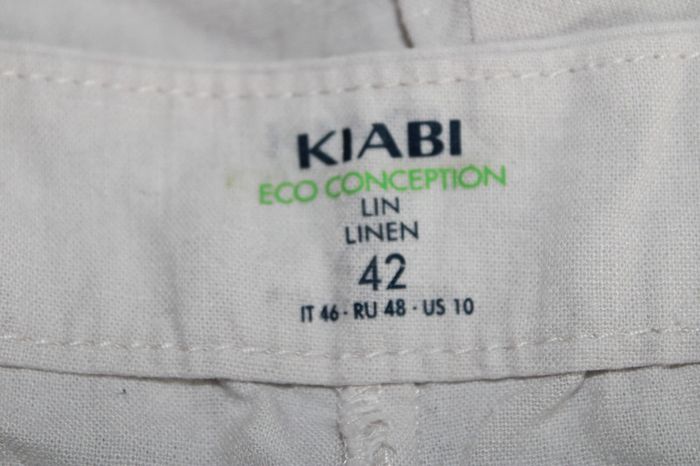 KIABI
ECO CONCEPTION
LIN
LINEN
42
IT 46 · RU 48 · US 10